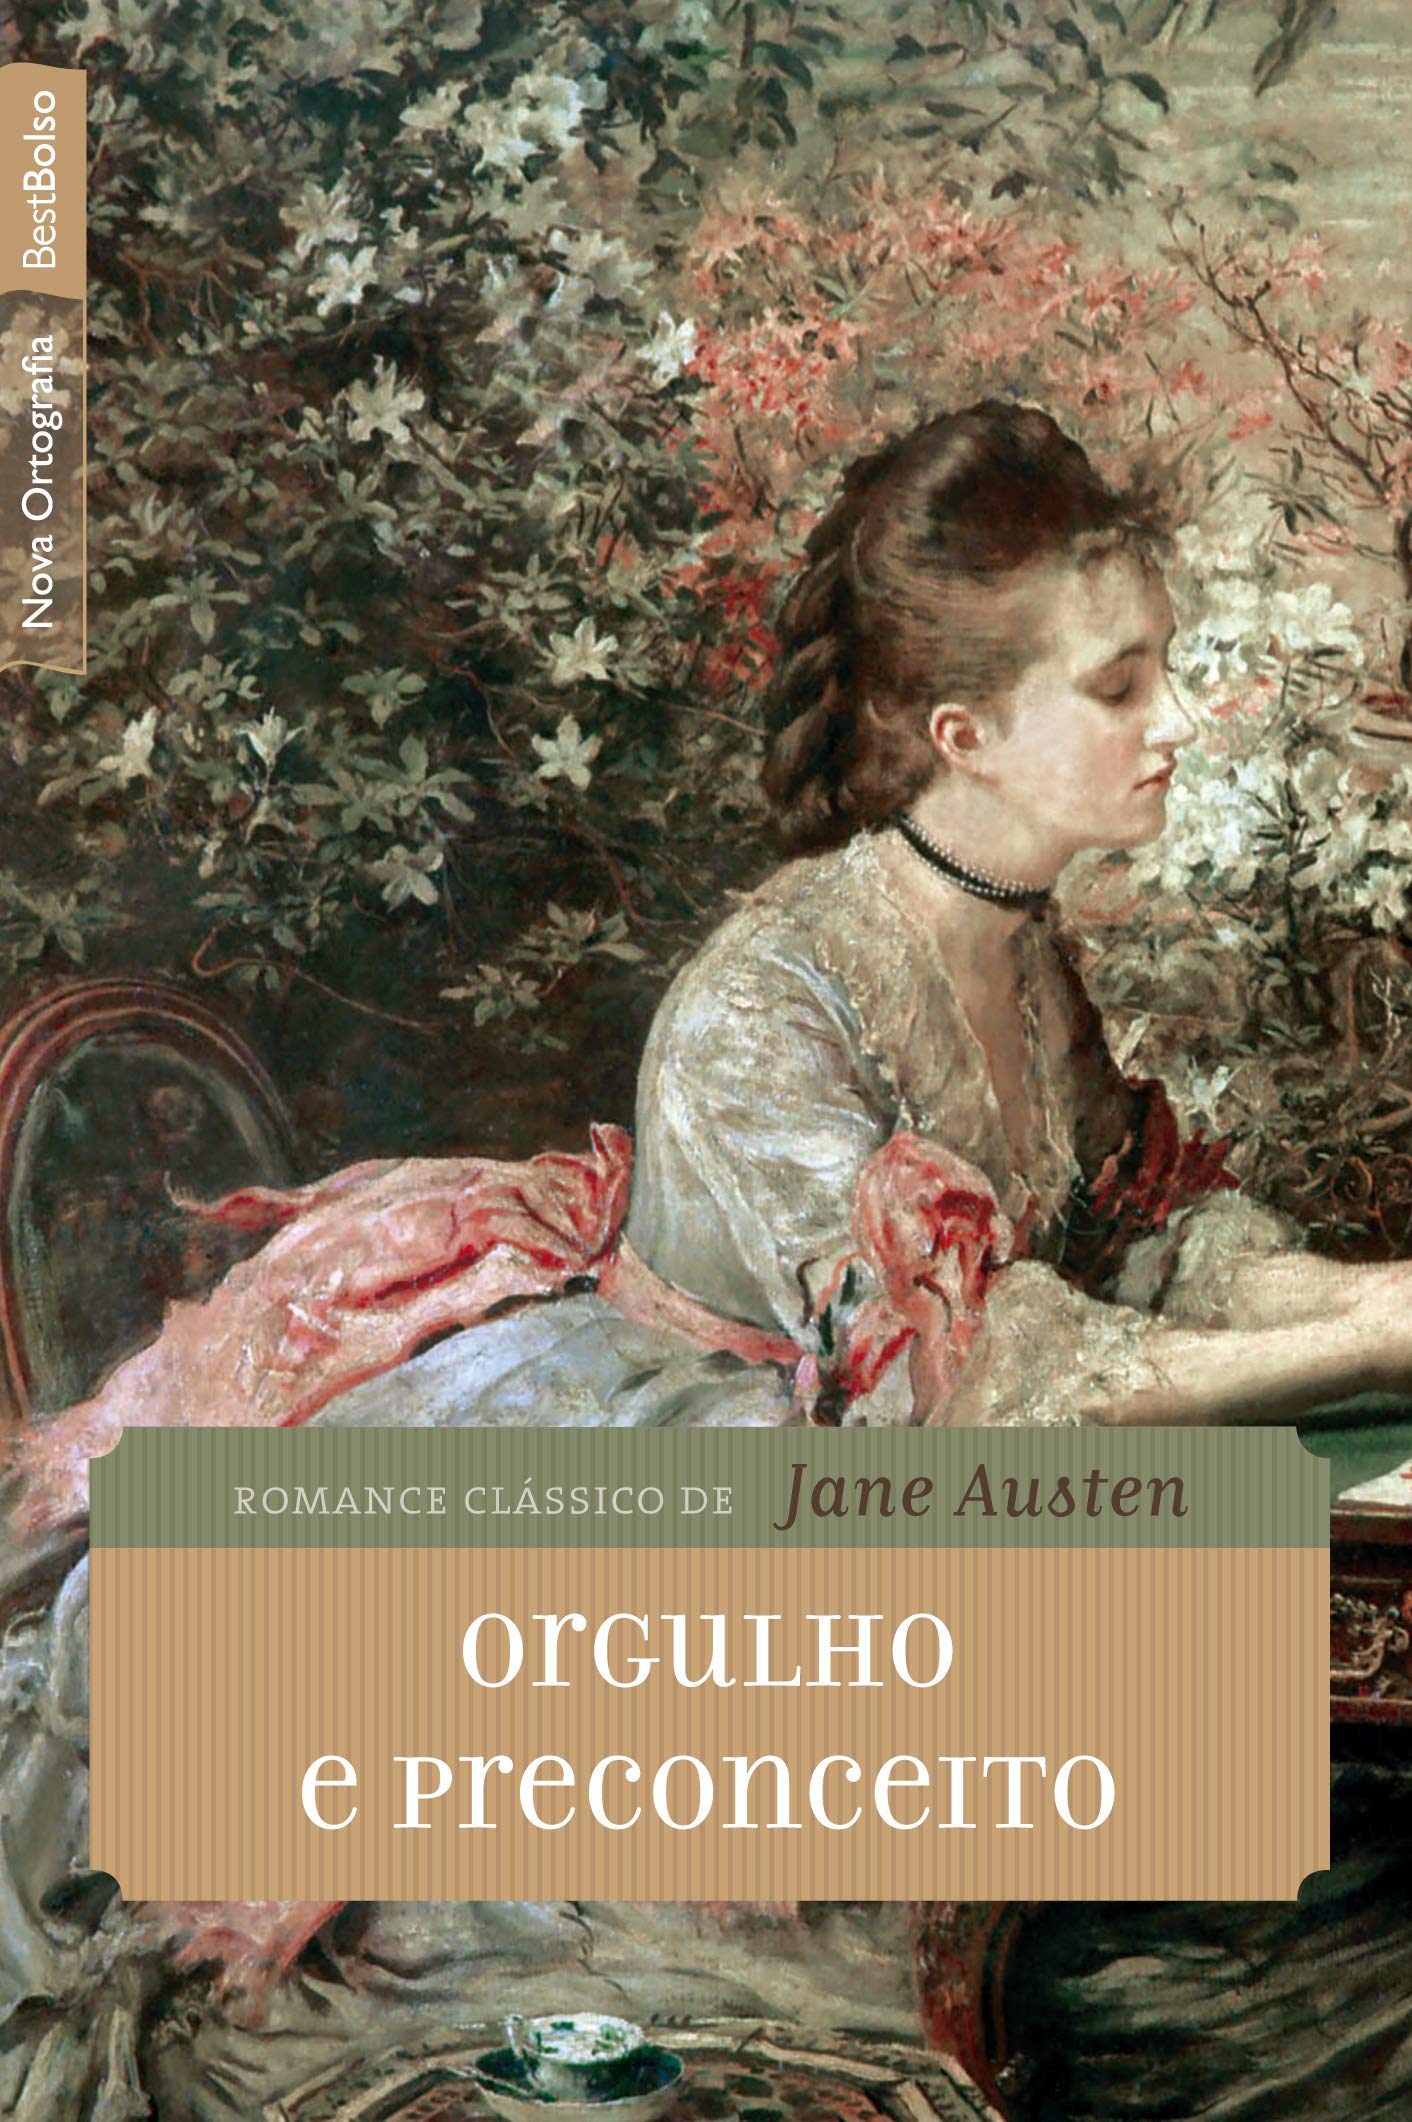 BestBolso
Nova Ortografia
ROMANCE CLÁSSICO DE Jane Austen
orgulho
e preconceito